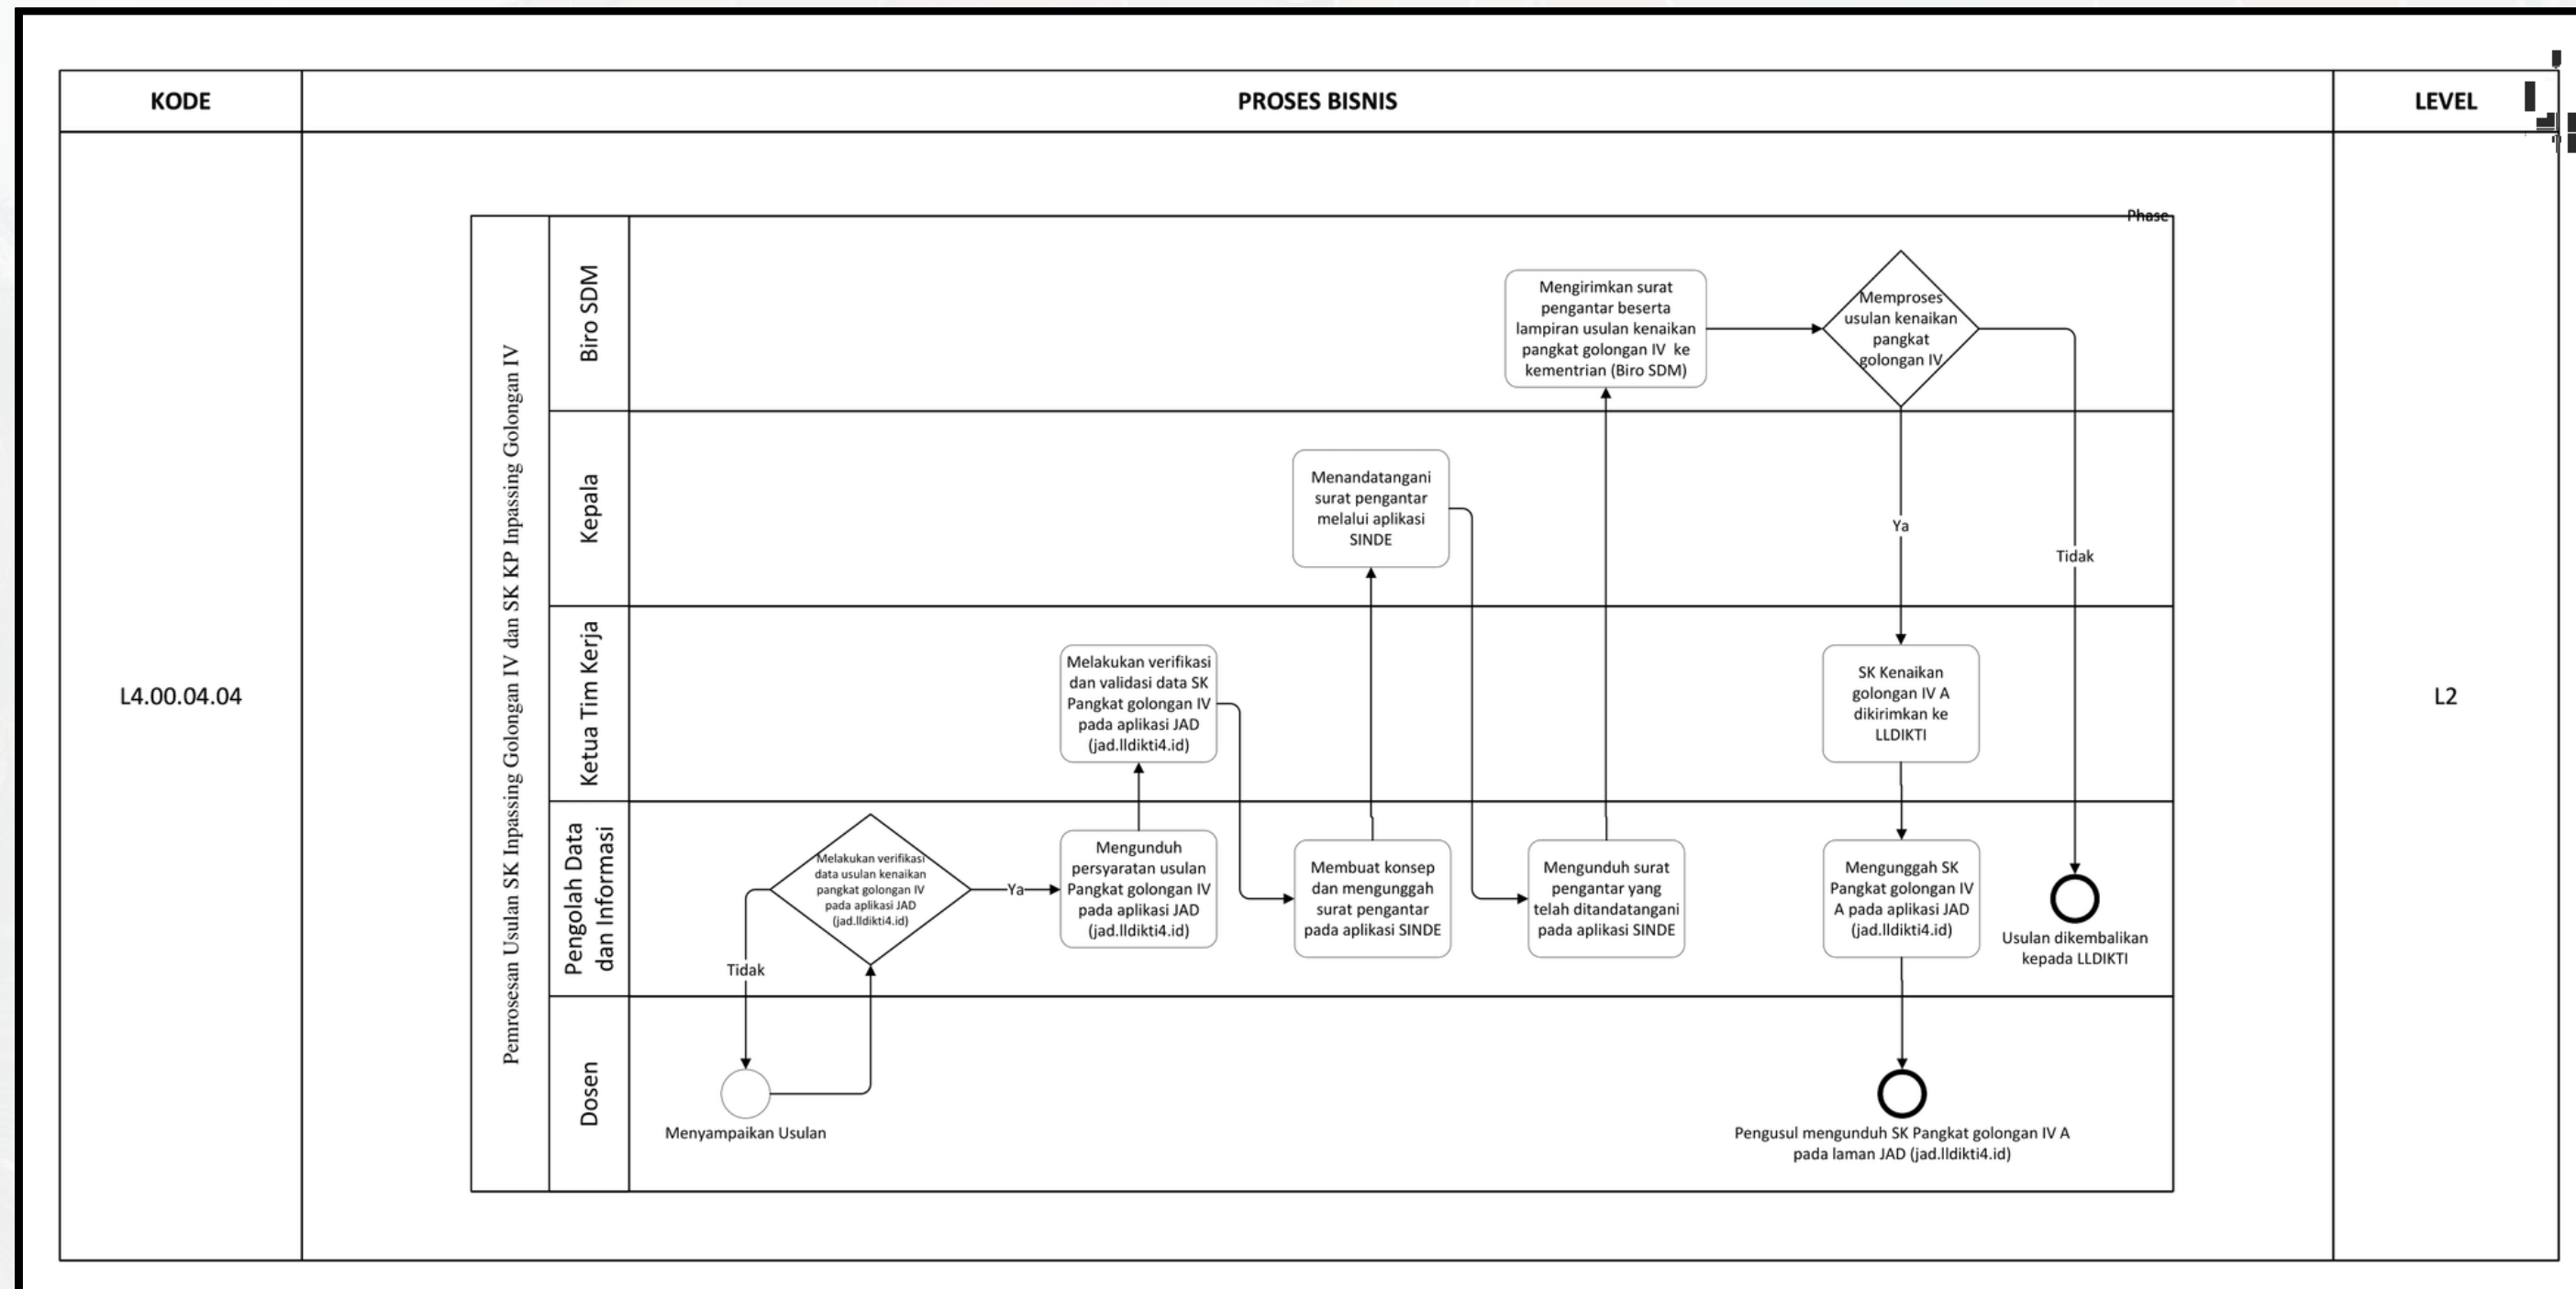 KODE
PROSES BISNIS
LEVEL
L4.00.04.04
L2
Phase
Pemrosesan Usulan SK Inpassing Golongan IV dan SK KP Inpassing Golongan IV
Biro SDM
Mengirimkan surat
pengantar beserta
lampiran usulan kenaikan
pangkat golongan IV ke
kementrian (Biro SDM)
Memproses
usulan kenaikan
pangkat
golongan IV
Kepala
Menandatangani
surat pengantar
melalui aplikasi
SINDE
Ya
Tidak
Ketua Tim Kerja
Melakukan verifikasi
dan validasi data SK
Pangkat golongan IV
pada aplikasi JAD
(jad.lldikti4.id)
SK Kenaikan
golongan IV A
dikirimkan ke
LLDIKTI
Pengolah Data
dan Informasi
Melakukan verifikasi
data usulan kenaikan
pangkat golongan IV
pada aplikasi JAD
(jad.lldikti4.id)
Ya
Tidak
Mengunduh
persyaratan usulan
Pangkat golongan IV
pada aplikasi JAD
(jad.lldikti4.id)
Membuat konsep
dan mengunggah
surat pengantar
pada aplikasi SINDE
Mengunduh surat
pengantar yang
telah ditandatangani
pada aplikasi SINDE
Mengunggah SK
Pangkat golongan IV
A pada aplikasi JAD
(jad.lldikti4.id)
Usulan dikembalikan
kepada LLDIKTI
Dosen
Menyampaikan Usulan
Pengusul mengunduh SK Pangkat golongan IV A
pada laman JAD (jad.lldikti4.id)